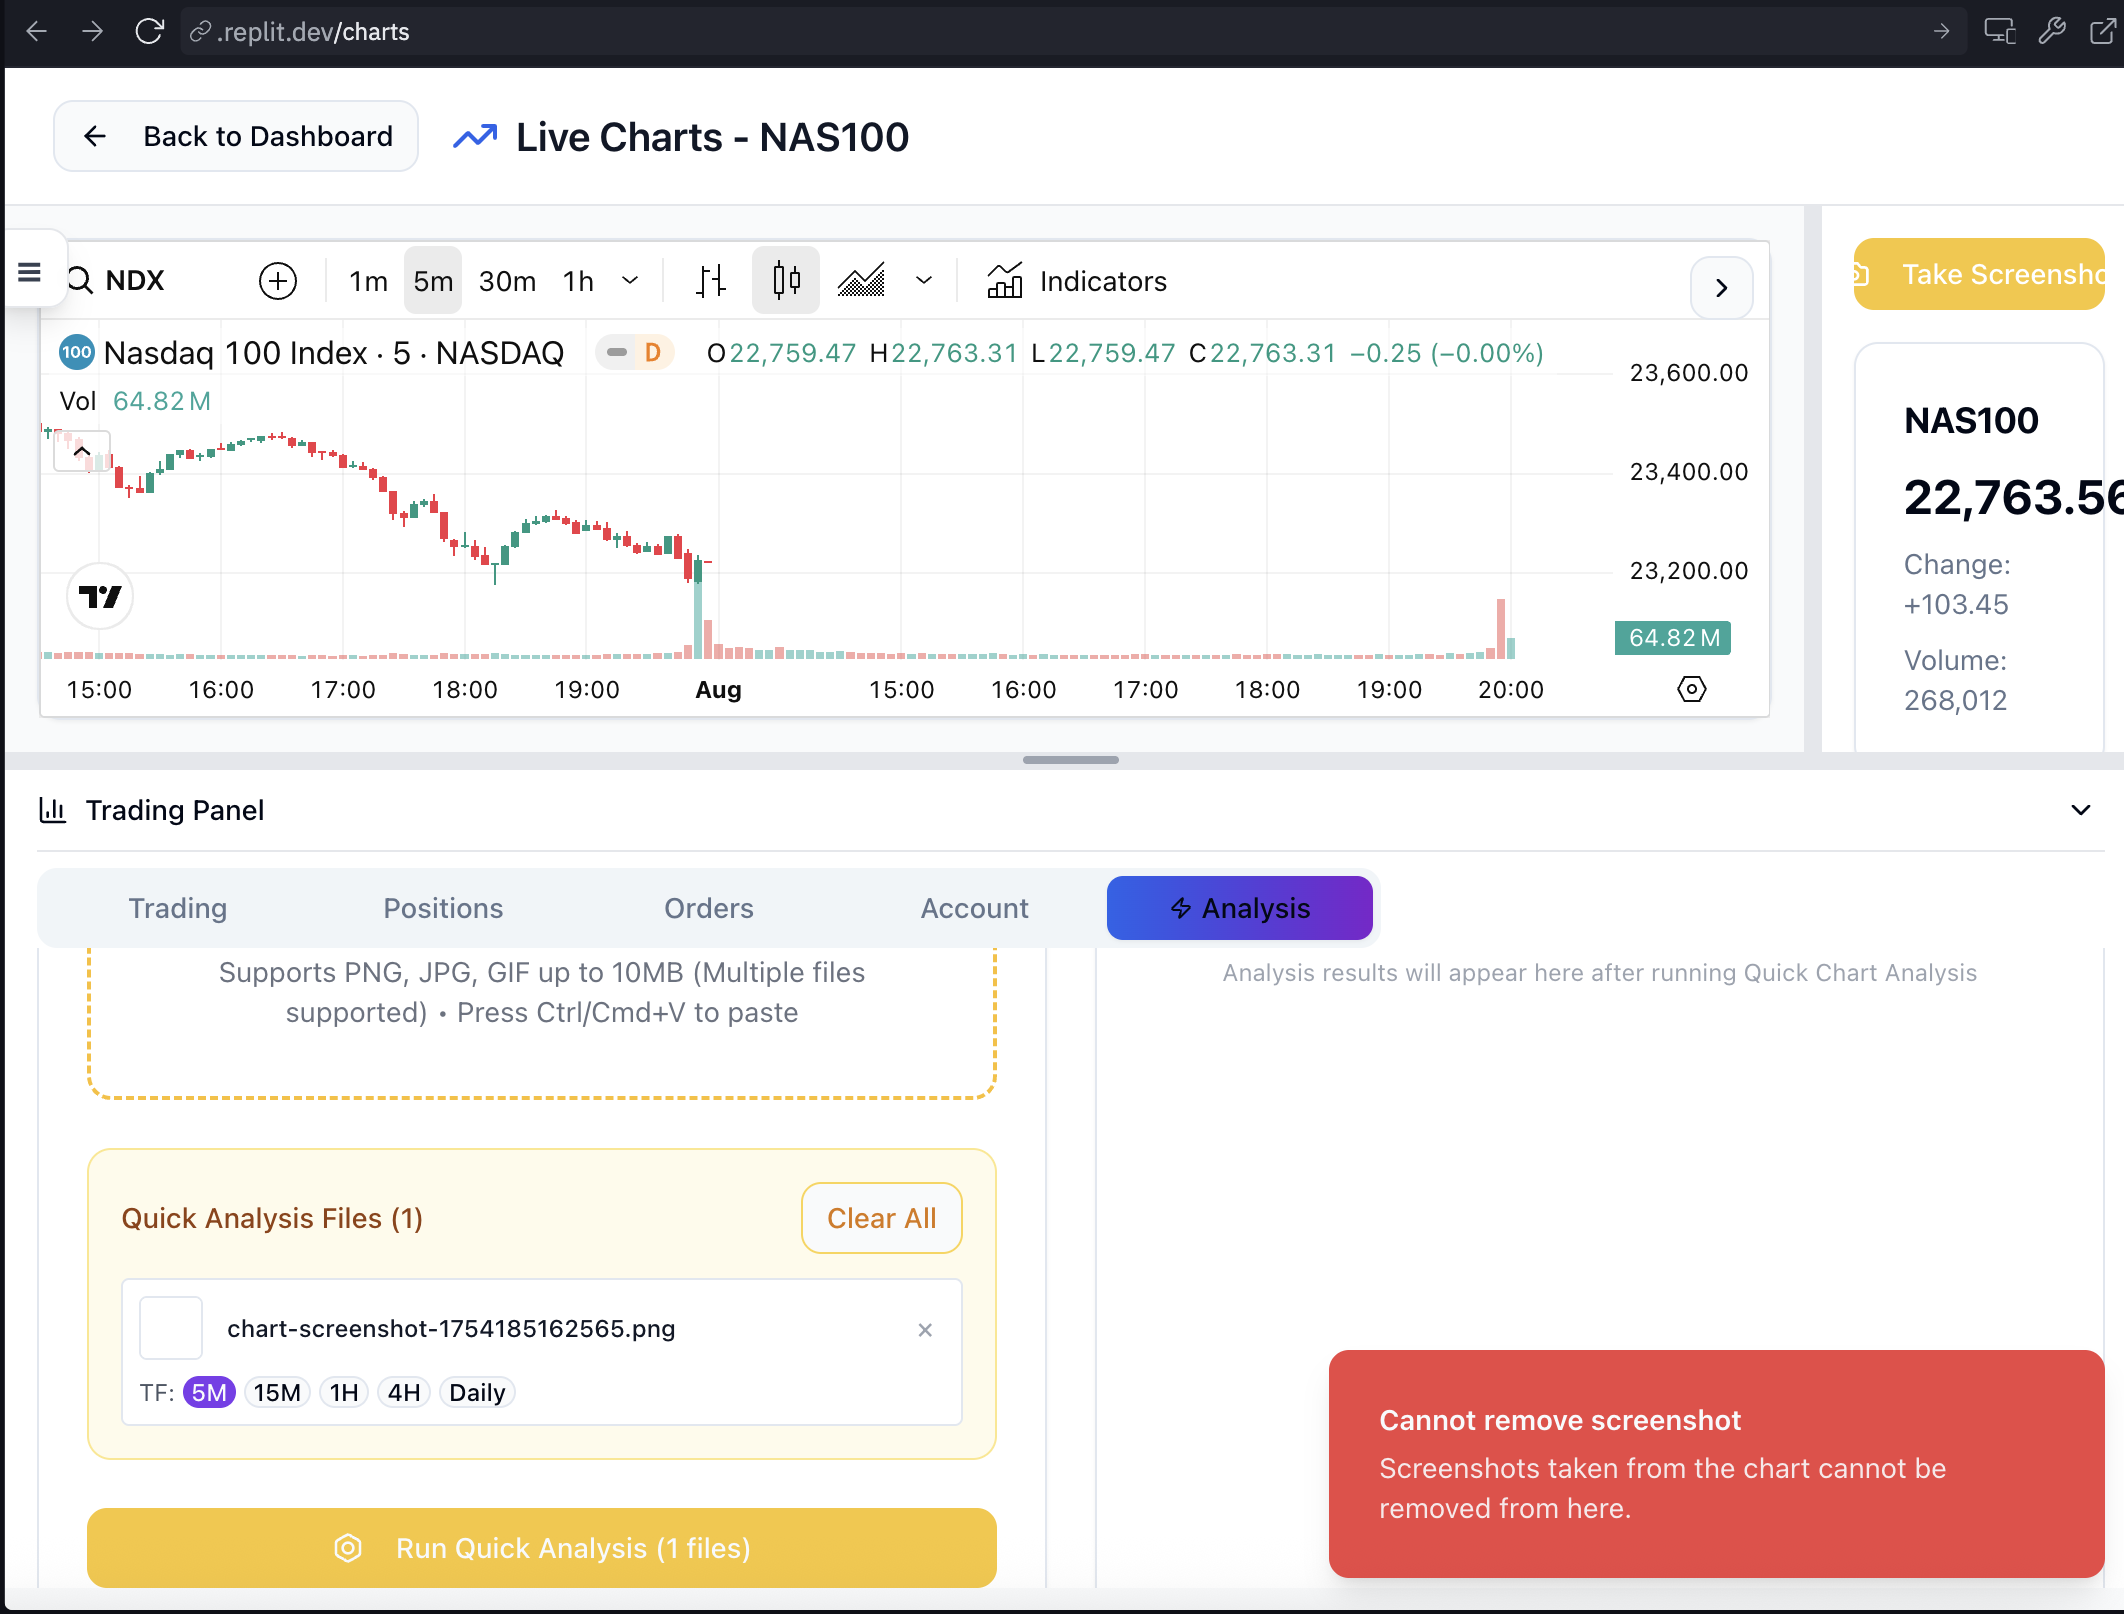 .replit.dev/charts
Back to Dashboard
Live Charts - NAS100
NDX
1m 5m 30m 1h
Indicators
Take Screensho
100 Nasdaq 100 Index · 5 · NASDAQ
D
O22,759.47 H22,763.31 L22,759.47 C22,763.31 −0.25 (−0.00%)
Vol 64.82 M
23,600.00
23,400.00
23,200.00
64.82 M
15:00 16:00 17:00 18:00 19:00 Aug 15:00 16:00 17:00 18:00 19:00 20:00
NAS100
22,763.56
Change:
+103.45
Volume:
268,012
Trading Panel
Trading Positions Orders Account Analysis
Supports PNG, JPG, GIF up to 10MB (Multiple files
supported) • Press Ctrl/Cmd+V to paste
Analysis results will appear here after running Quick Chart Analysis
Quick Analysis Files (1)
Clear All
chart-screenshot-1754185162565.png
×
TF: 5M 15M 1H 4H Daily
Run Quick Analysis (1 files)
Cannot remove screenshot
Screenshots taken from the chart cannot be
removed from here.